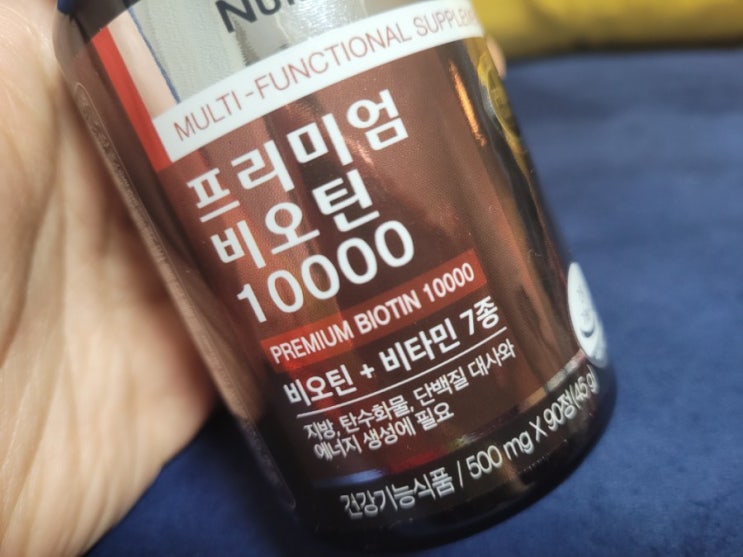 MULTI-FUNCTIONAL
프리미엄
비오틴
10000
PREMIUM BIOTIN 10000
비오틴 + 비타민 7종
지방, 탄수화물, 단백질 대사와
에너지 생성에 필요
건강기능식품 / 500 mg X 90정(45 g)